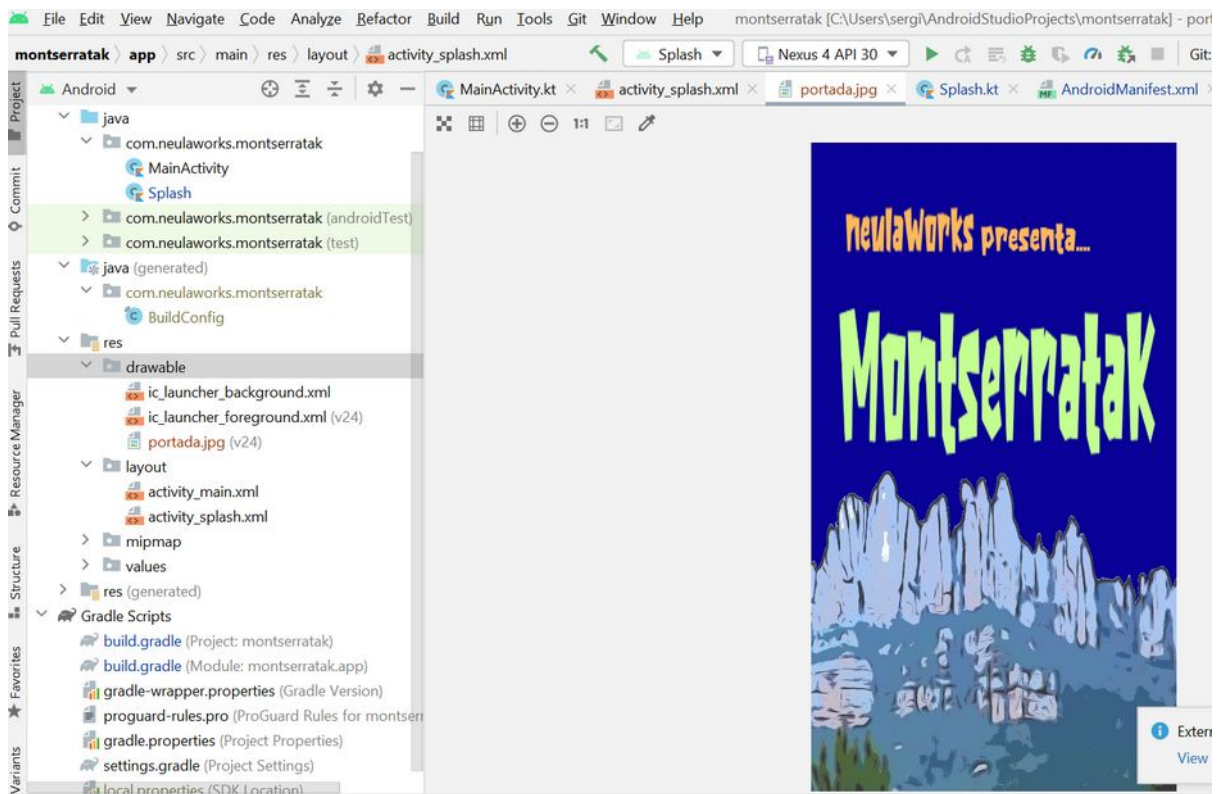 File Edit View Navigate Code Analyze Refactor Build Run Tools Git Window Help montserratak [C:\Users\sergi\AndroidStudioProjects\montserratak] - port
montserratak app src main res layout activity_splash.xml Splash Nexus 4 API 30 Git:
Project
Commit
Pull Requests
Resource Manager
Structure
Favorites
Variants
Android
java
com.neulaworks.montserratak
MainActivity
Splash
com.neulaworks.montserratak (androidTest)
com.neulaworks.montserratak (test)
java (generated)
com.neulaworks.montserratak
BuildConfig
res
drawable
ic_launcher_background.xml
ic_launcher_foreground.xml (v24)
portada.jpg (v24)
layout
activity_main.xml
activity_splash.xml
mipmap
values
res (generated)
Gradle Scripts
build.gradle (Project: montserratak)
build.gradle (Module: montserratak.app)
gradle-wrapper.properties (Gradle Version)
proguard-rules.pro (ProGuard Rules for montserr
gradle.properties (Project Properties)
settings.gradle (Project Settings)
local.properties (SDK Location)
MainActivity.kt activity_splash.xml portada.jpg Splash.kt AndroidManifest.xml
1:1
neulaWorks presenta...
Montserratak
Extern
View